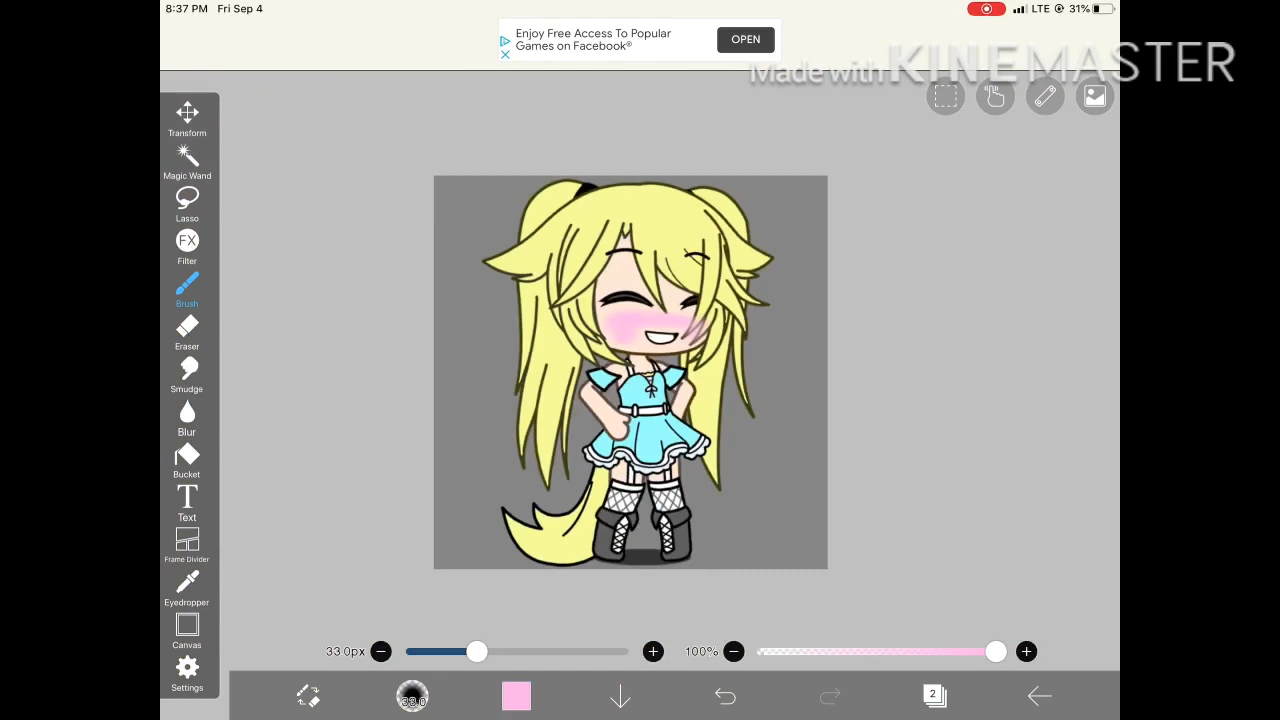 8:37 PM Fri Sep 4
LTE 31%
Enjoy Free Access To Popular
Games on Facebook®
OPEN
Made with KINEMASTER
Transform
Magic Wand
Lasso
FX
Filter
Brush
Eraser
Smudge
Blur
Bucket
T
Text
Frame Divider
Eyedropper
Canvas
Settings
33.0px
100%
33.0
2